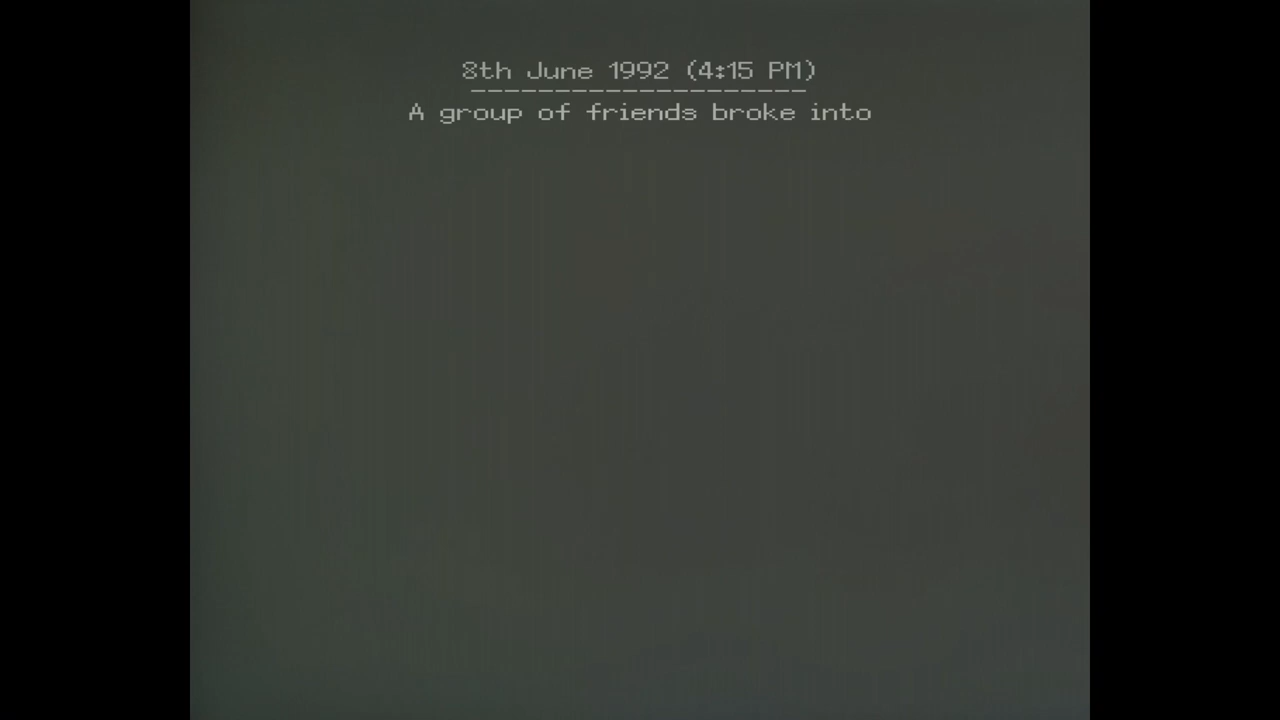 8th June 1992 (4:15 PM)
--------------------
A group of friends broke into